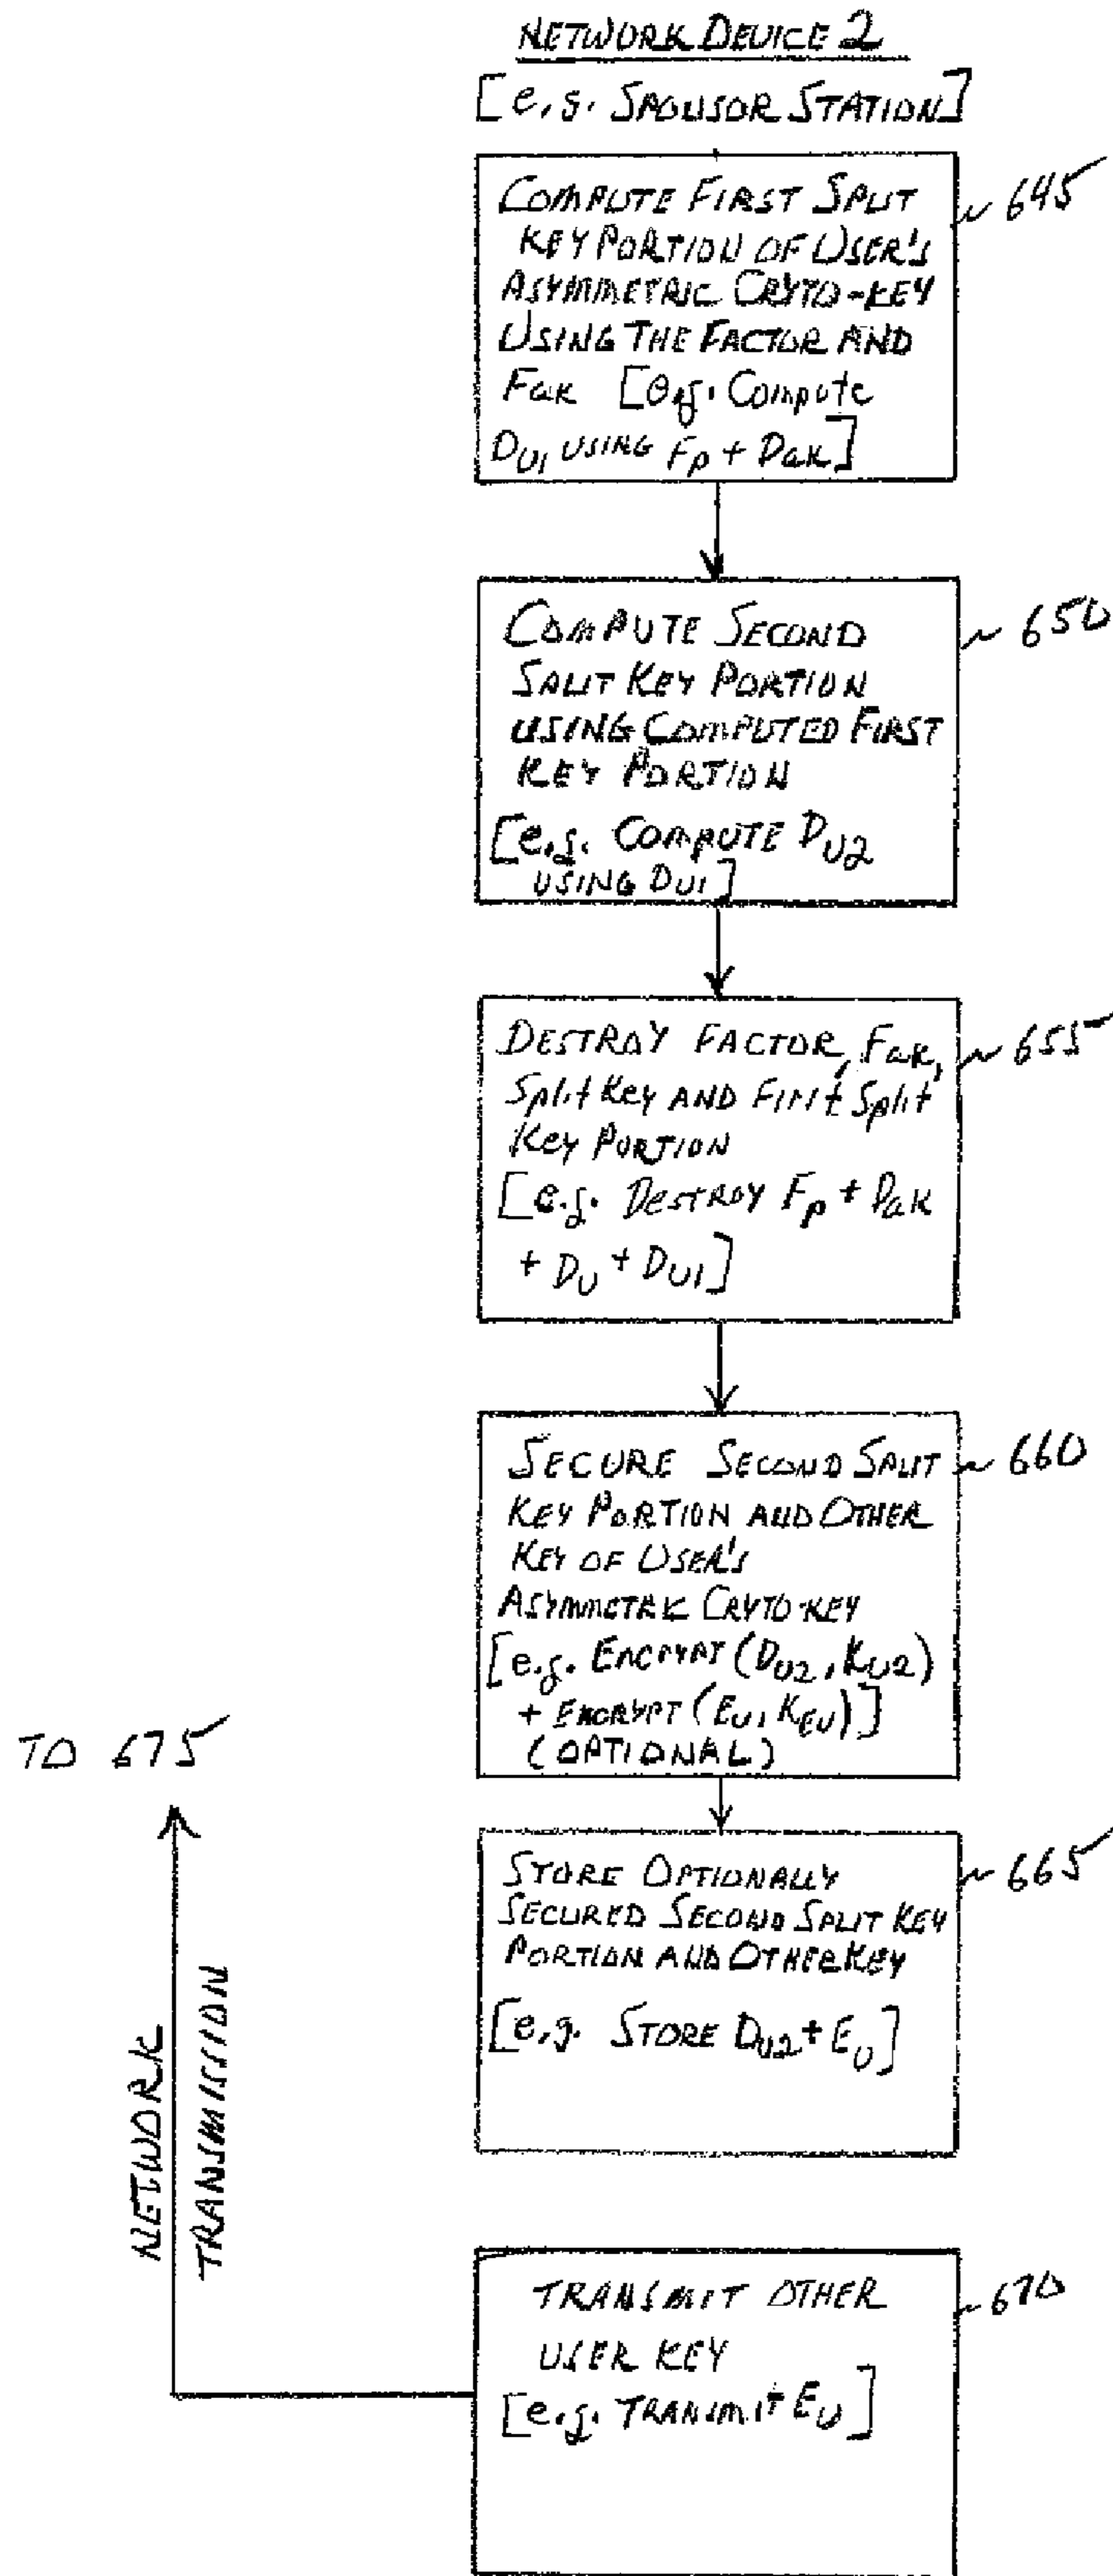 NETWORK DEVICE 2
[e.g. SPONSOR STATION]
COMPUTE FIRST SPLIT
KEY PORTION OF USER'S
ASYMMETRIC CRYTO-KEY
USING THE FACTOR AND
Fak [e.g. Compute
DU1 USING Fp + Dak]
645
COMPUTE SECOND
SPLIT KEY PORTION
USING COMPUTED FIRST
KEY PORTION
[e.g. COMPUTE DU2
USING DU1]
650
DESTROY FACTOR, Fak,
Split Key AND First Split
Key PORTION
[e.g. DESTROY Fp + Dak
+ DU + DU1]
655
SECURE SECOND SPLIT
KEY PORTION AND OTHER
KEY OF USER'S
ASYMMETRIC CRYTO-KEY
[e.g. ENCRYPT (DU2, KU2)
+ ENCRYPT (EU, KEU)]
(OPTIONAL)
660
TO 675
STORE OPTIONALLY
SECURED SECOND SPLIT KEY
PORTION AND OTHER KEY
[e.g. STORE DU2 + EU]
665
NETWORK
TRANSMISSION
TRANSMIT OTHER
USER KEY
[e.g. TRANSMIT EU]
670